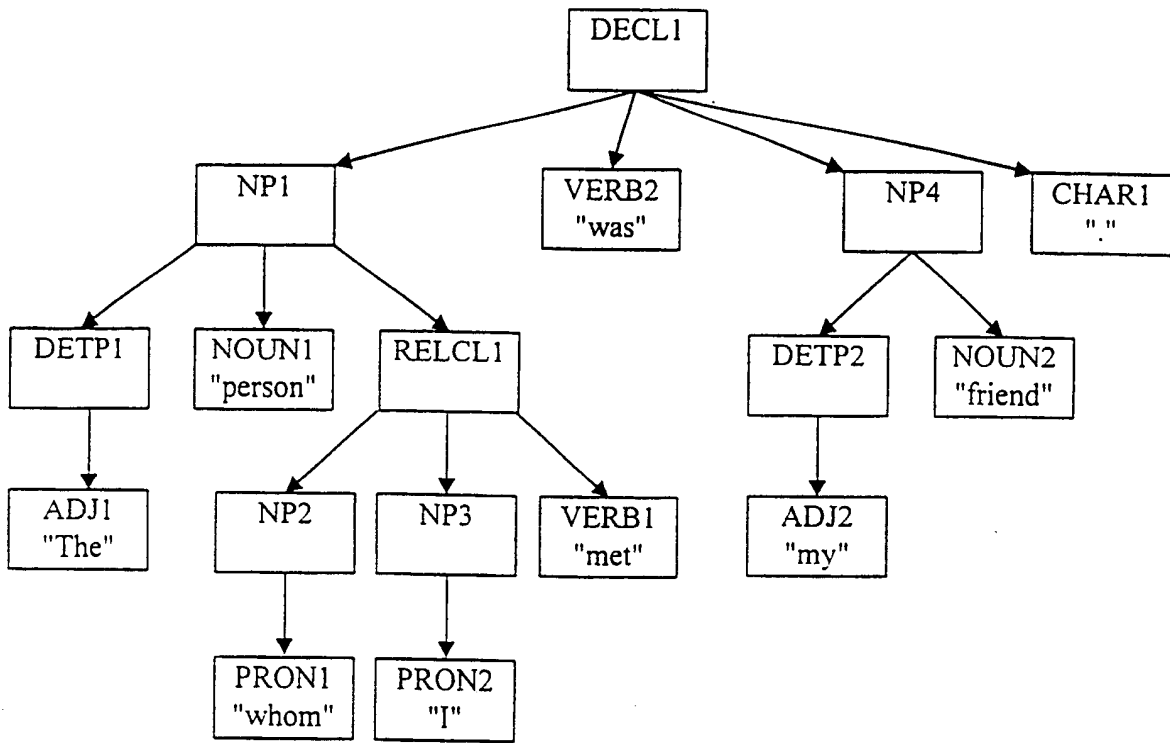 DECL1
NP1
VERB2
"was"
NP4
CHAR1
"."
DETP1
NOUN1
"person"
RELCL1
DETP2
NOUN2
"friend"
ADJ1
"The"
NP2
NP3
VERB1
"met"
ADJ2
"my"
PRON1
"whom"
PRON2
"I"